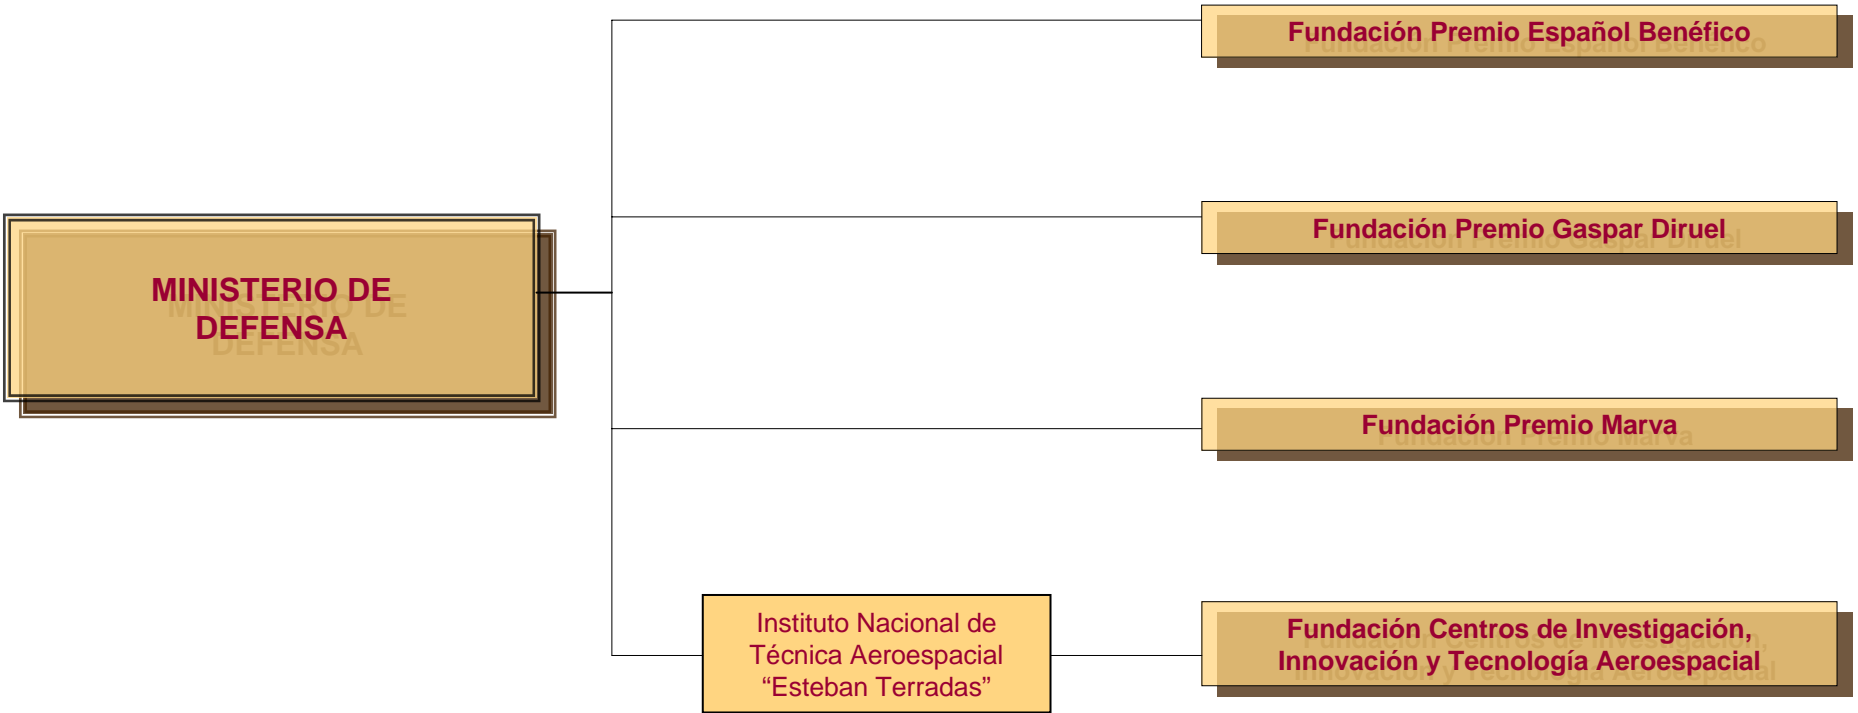 Fundación Premio Español Benéfico
Fundación Premio Gaspar Diruel
MINISTERIO DE
DEFENSA
Fundación Premio Marva
Instituto Nacional de
Técnica Aeroespacial
“Esteban Terradas”
Fundación Centros de Investigación,
Innovación y Tecnología Aeroespacial